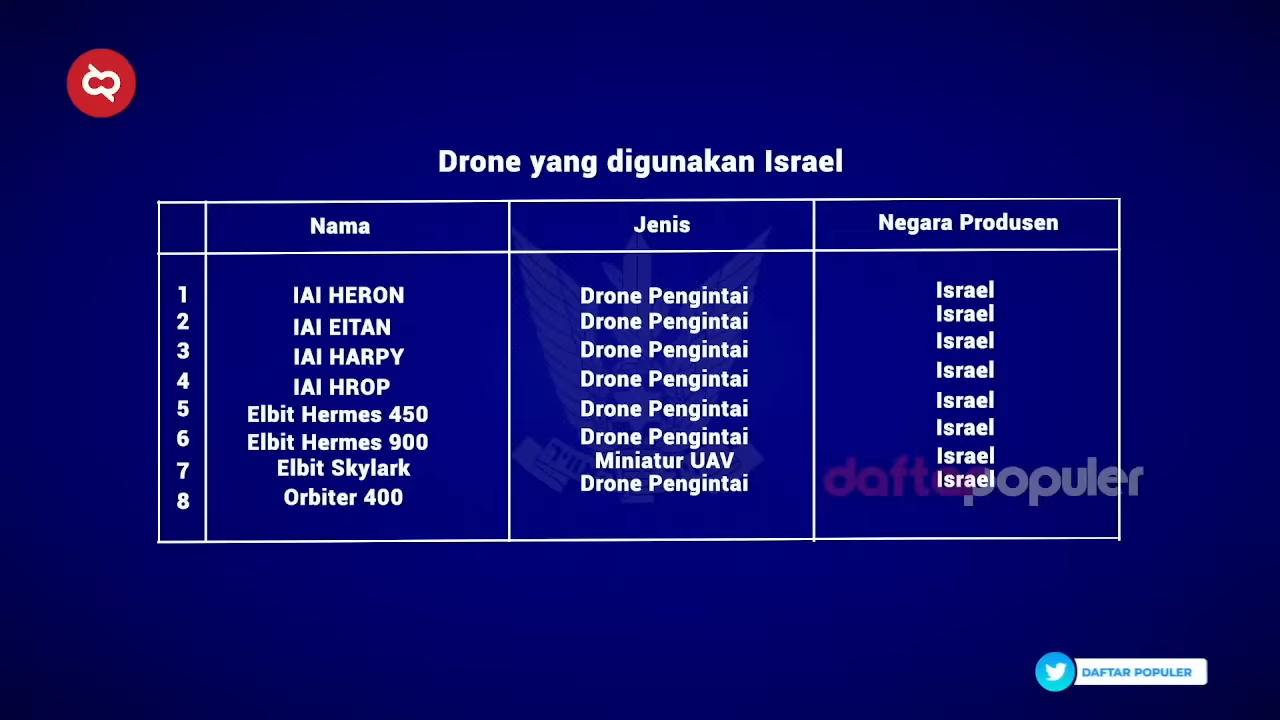 Drone yang digunakan Israel
Nama Jenis Negara Produsen
1 IAI HERON Drone Pengintai Israel
2 IAI EITAN Drone Pengintai Israel
3 IAI HARPY Drone Pengintai Israel
4 IAI HROP Drone Pengintai Israel
5 Elbit Hermes 450 Drone Pengintai Israel
6 Elbit Hermes 900 Drone Pengintai Israel
7 Elbit Skylark Miniatur UAV Israel
8 Orbiter 400 Drone Pengintai Israel
daftarpopuler
DAFTAR POPULER